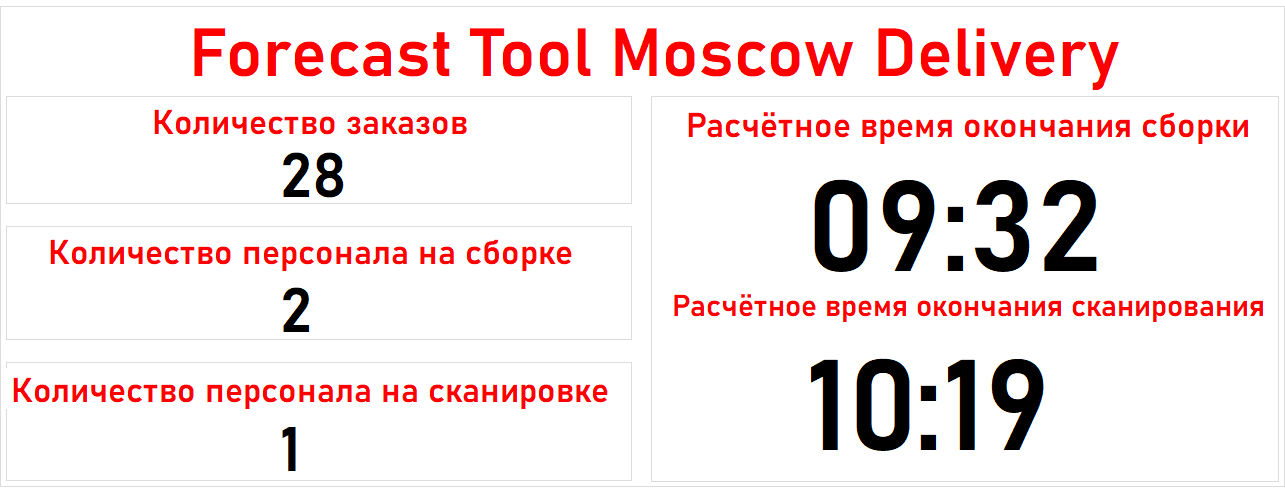 Forecast Tool Moscow Delivery
Количество заказов
28
Количество персонала на сборке
2
Количество персонала на сканировке
1
Расчётное время окончания сборки
09:32
Расчётное время окончания сканирования
10:19